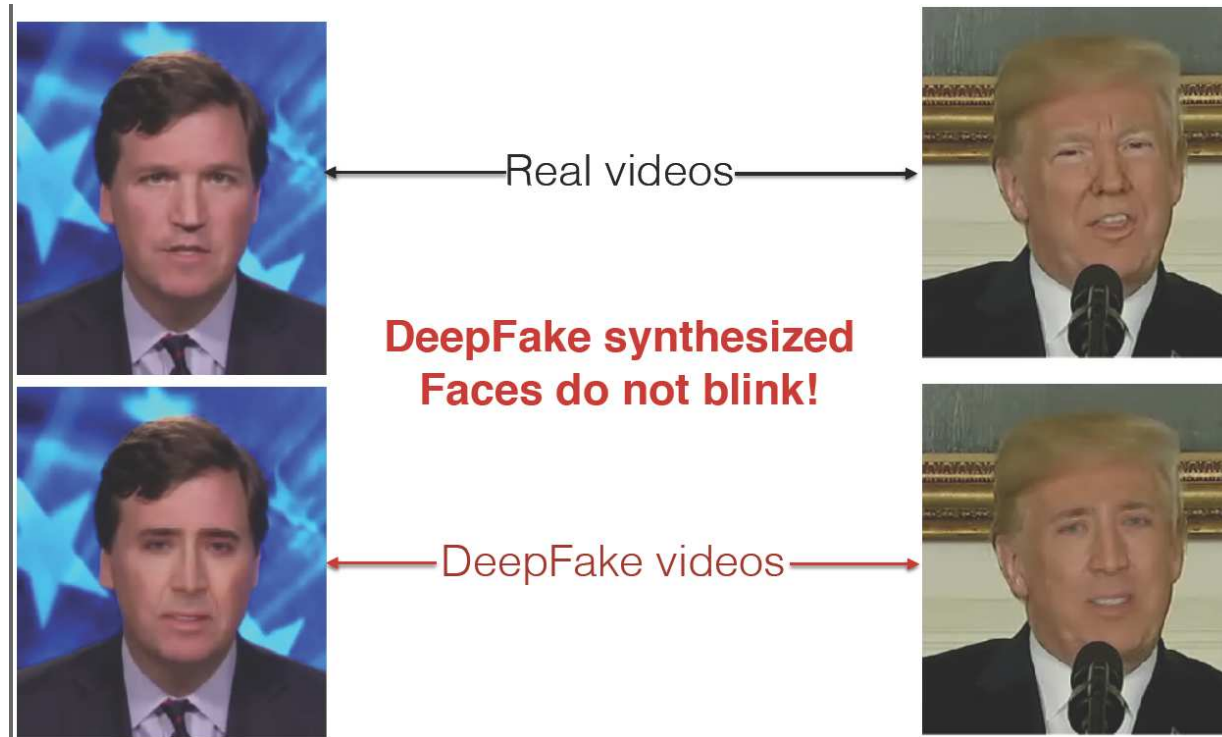 Real videos
DeepFake synthesized
Faces do not blink!
DeepFake videos